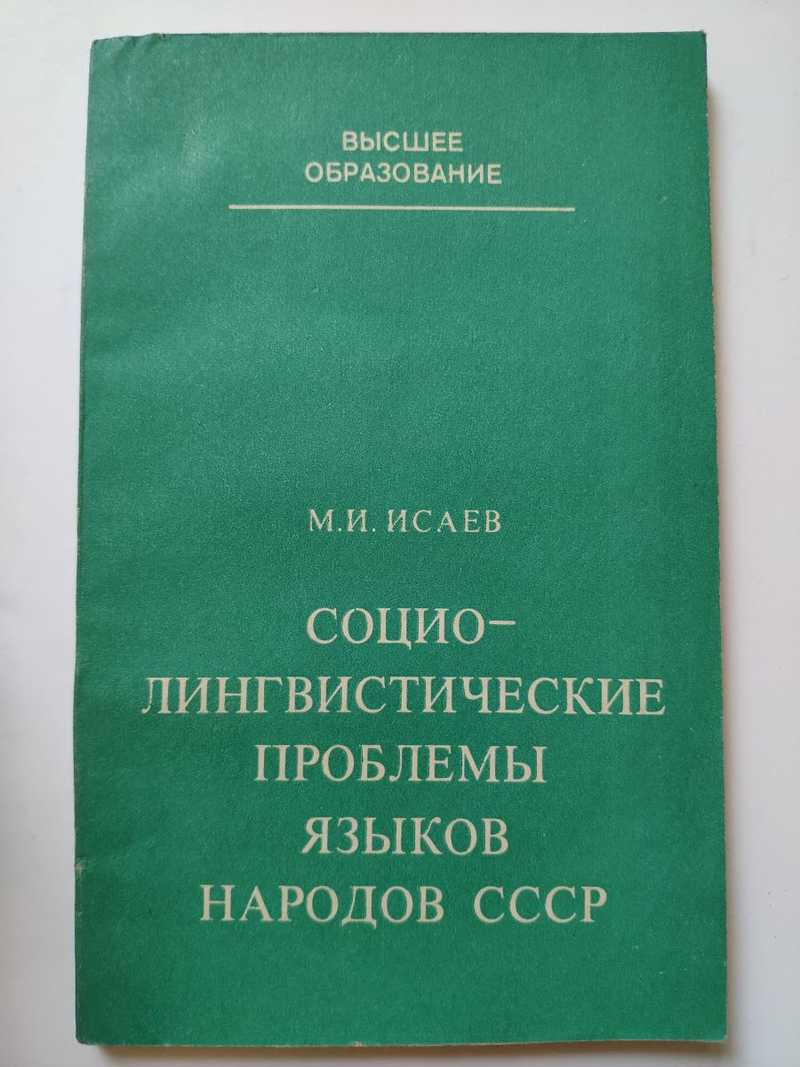 ВЫСШЕЕ
ОБРАЗОВАНИЕ
М.И. ИСАЕВ
СОЦИО-
ЛИНГВИСТИЧЕСКИЕ
ПРОБЛЕМЫ
ЯЗЫКОВ
НАРОДОВ СССР